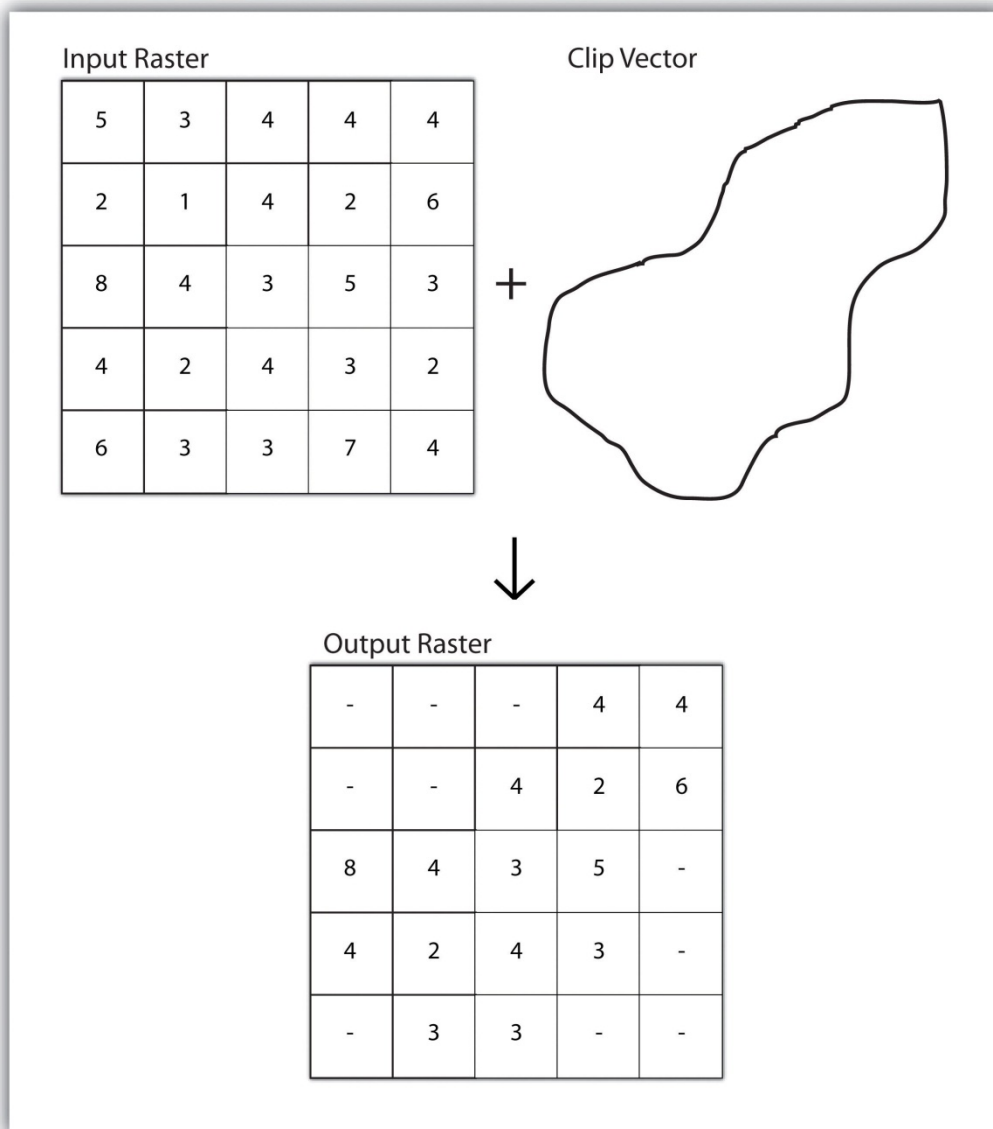 Input Raster
Clip Vector
5 3 4 4 4
2 1 4 2 6
8 4 3 5 3
+
4 2 4 3 2
6 3 3 7 4
Output Raster
- - - 4 4
- - 4 2 6
8 4 3 5 -
4 2 4 3 -
- 3 3 - -